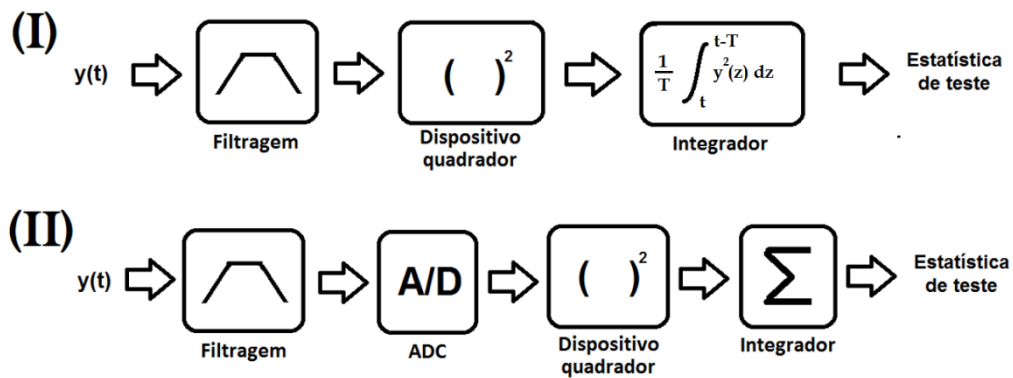 (I)
y(t)
( )²
1/T ∫ t-T t y²(z) dz
Estatística
de teste
Filtragem
Dispositivo
quadrador
Integrador
(II)
y(t)
A/D
( )²
Σ
Estatística
de teste
Filtragem
ADC
Dispositivo
quadrador
Integrador